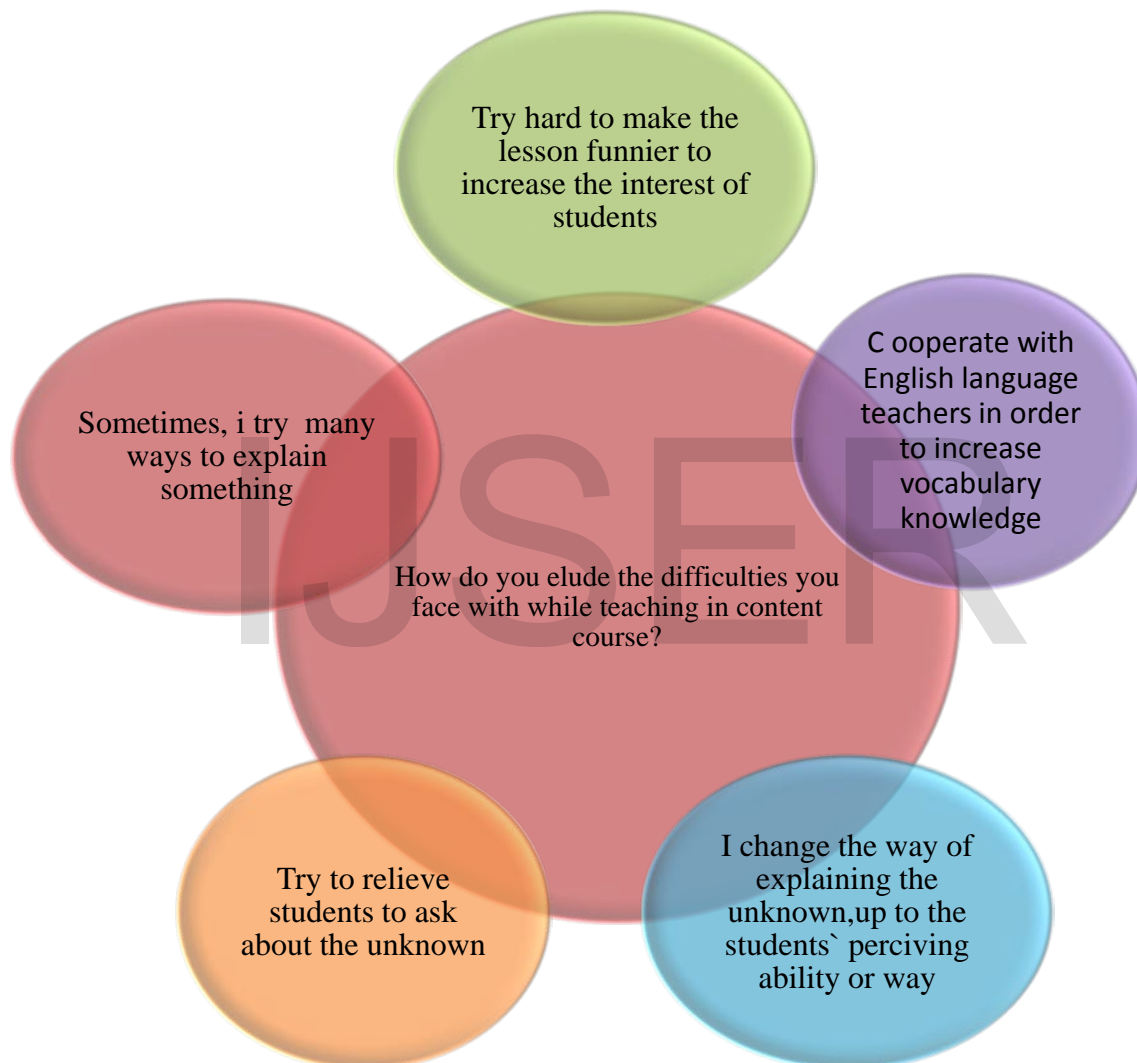 Try hard to make the
lesson funnier to
increase the interest of
students
C ooperate with
English language
teachers in order
to increase
vocabulary
knowledge
Sometimes, i try  many
ways to explain
something
IJSER
How do you elude the difficulties you
face with while teaching in content
course?
I change the way of
explaining the
unknown,up to the
students` perciving
ability or way
Try to relieve
students to ask
about the unknown